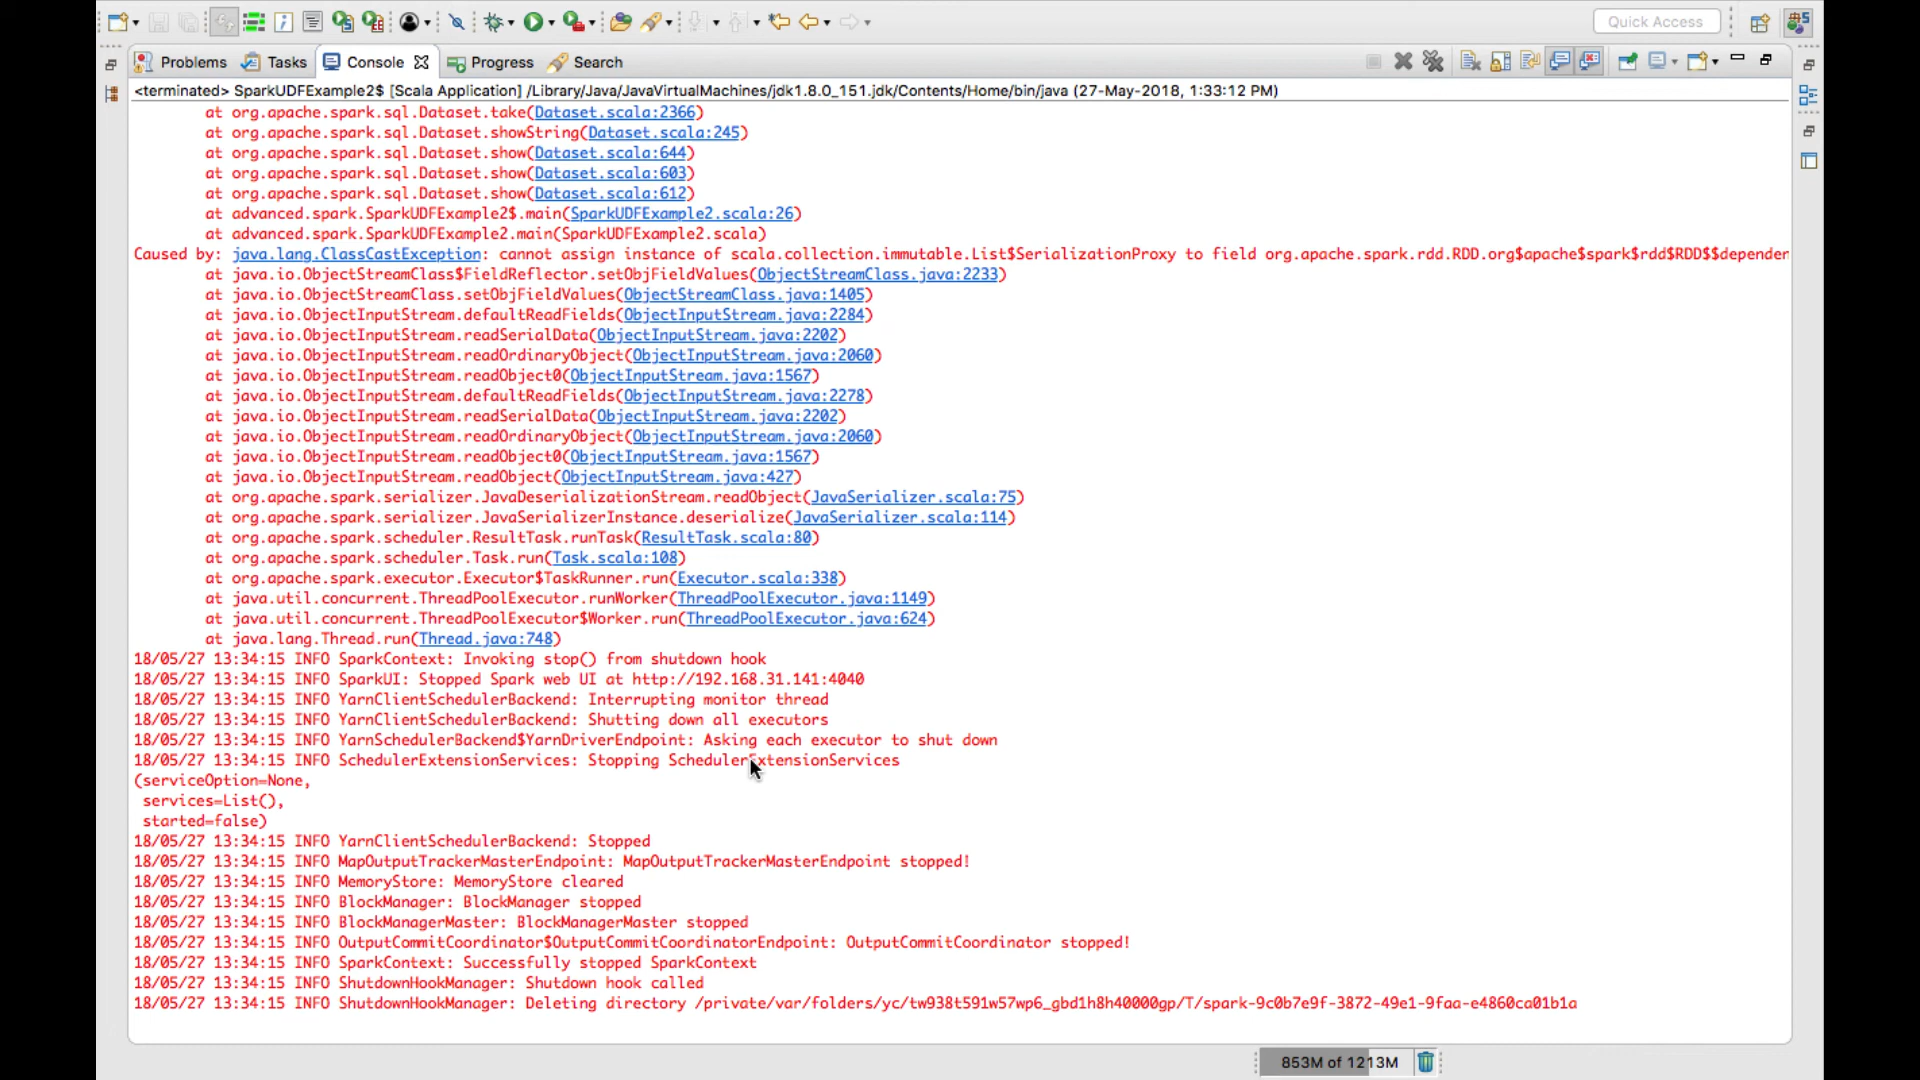 Quick Access
Problems Tasks Console Progress Search
<terminated> SparkUDFExample2$ [Scala Application] /Library/Java/JavaVirtualMachines/jdk1.8.0_151.jdk/Contents/Home/bin/java (27-May-2018, 1:33:12 PM)
at org.apache.spark.sql.Dataset.take(Dataset.scala:2366)
at org.apache.spark.sql.Dataset.showString(Dataset.scala:245)
at org.apache.spark.sql.Dataset.show(Dataset.scala:644)
at org.apache.spark.sql.Dataset.show(Dataset.scala:603)
at org.apache.spark.sql.Dataset.show(Dataset.scala:612)
at advanced.spark.SparkUDFExample2$.main(SparkUDFExample2.scala:26)
at advanced.spark.SparkUDFExample2.main(SparkUDFExample2.scala)
Caused by: java.lang.ClassCastException: cannot assign instance of scala.collection.immutable.List$SerializationProxy to field org.apache.spark.rdd.RDD.org$apache$spark$rdd$RDD$$dependen
at java.io.ObjectStreamClass$FieldReflector.setObjFieldValues(ObjectStreamClass.java:2233)
at java.io.ObjectStreamClass.setObjFieldValues(ObjectStreamClass.java:1405)
at java.io.ObjectInputStream.defaultReadFields(ObjectInputStream.java:2284)
at java.io.ObjectInputStream.readSerialData(ObjectInputStream.java:2202)
at java.io.ObjectInputStream.readOrdinaryObject(ObjectInputStream.java:2060)
at java.io.ObjectInputStream.readObject0(ObjectInputStream.java:1567)
at java.io.ObjectInputStream.defaultReadFields(ObjectInputStream.java:2278)
at java.io.ObjectInputStream.readSerialData(ObjectInputStream.java:2202)
at java.io.ObjectInputStream.readOrdinaryObject(ObjectInputStream.java:2060)
at java.io.ObjectInputStream.readObject0(ObjectInputStream.java:1567)
at java.io.ObjectInputStream.readObject(ObjectInputStream.java:427)
at org.apache.spark.serializer.JavaDeserializationStream.readObject(JavaSerializer.scala:75)
at org.apache.spark.serializer.JavaSerializerInstance.deserialize(JavaSerializer.scala:114)
at org.apache.spark.scheduler.ResultTask.runTask(ResultTask.scala:80)
at org.apache.spark.scheduler.Task.run(Task.scala:108)
at org.apache.spark.executor.Executor$TaskRunner.run(Executor.scala:338)
at java.util.concurrent.ThreadPoolExecutor.runWorker(ThreadPoolExecutor.java:1149)
at java.util.concurrent.ThreadPoolExecutor$Worker.run(ThreadPoolExecutor.java:624)
at java.lang.Thread.run(Thread.java:748)
18/05/27 13:34:15 INFO SparkContext: Invoking stop() from shutdown hook
18/05/27 13:34:15 INFO SparkUI: Stopped Spark web UI at http://192.168.31.141:4040
18/05/27 13:34:15 INFO YarnClientSchedulerBackend: Interrupting monitor thread
18/05/27 13:34:15 INFO YarnClientSchedulerBackend: Shutting down all executors
18/05/27 13:34:15 INFO YarnSchedulerBackend$YarnDriverEndpoint: Asking each executor to shut down
18/05/27 13:34:15 INFO SchedulerExtensionServices: Stopping SchedulerExtensionServices
(serviceOption=None,
services=List(),
started=false)
18/05/27 13:34:15 INFO YarnClientSchedulerBackend: Stopped
18/05/27 13:34:15 INFO MapOutputTrackerMasterEndpoint: MapOutputTrackerMasterEndpoint stopped!
18/05/27 13:34:15 INFO MemoryStore: MemoryStore cleared
18/05/27 13:34:15 INFO BlockManager: BlockManager stopped
18/05/27 13:34:15 INFO BlockManagerMaster: BlockManagerMaster stopped
18/05/27 13:34:15 INFO OutputCommitCoordinator$OutputCommitCoordinatorEndpoint: OutputCommitCoordinator stopped!
18/05/27 13:34:15 INFO SparkContext: Successfully stopped SparkContext
18/05/27 13:34:15 INFO ShutdownHookManager: Shutdown hook called
18/05/27 13:34:15 INFO ShutdownHookManager: Deleting directory /private/var/folders/yc/tw938t591w57wp6_gbd1h8h40000gp/T/spark-9c0b7e9f-3872-49e1-9faa-e4860ca01b1a
853M of 1213M